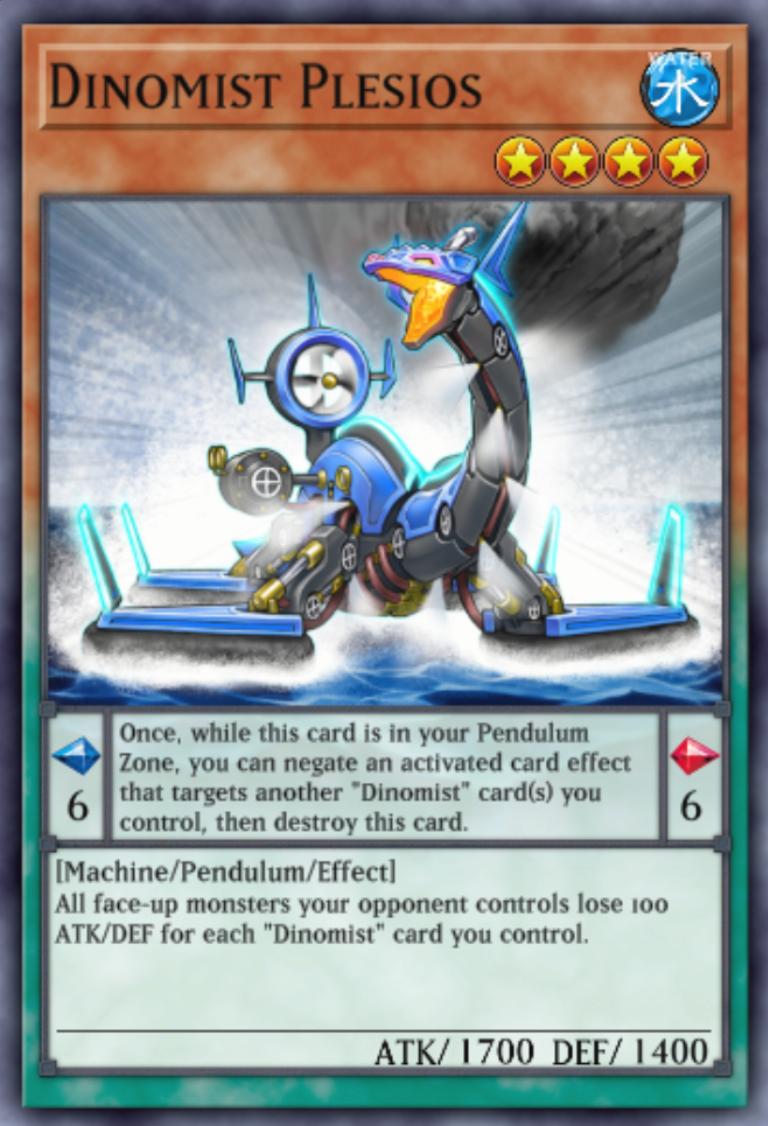 DINOMIST PLESIOS
WATER
水
Once, while this card is in your Pendulum
Zone, you can negate an activated card effect
that targets another "Dinomist" card(s) you
control, then destroy this card.
6
6
[Machine/Pendulum/Effect]
All face-up monsters your opponent controls lose 100
ATK/DEF for each "Dinomist" card you control.
ATK/ 1700 DEF/ 1400